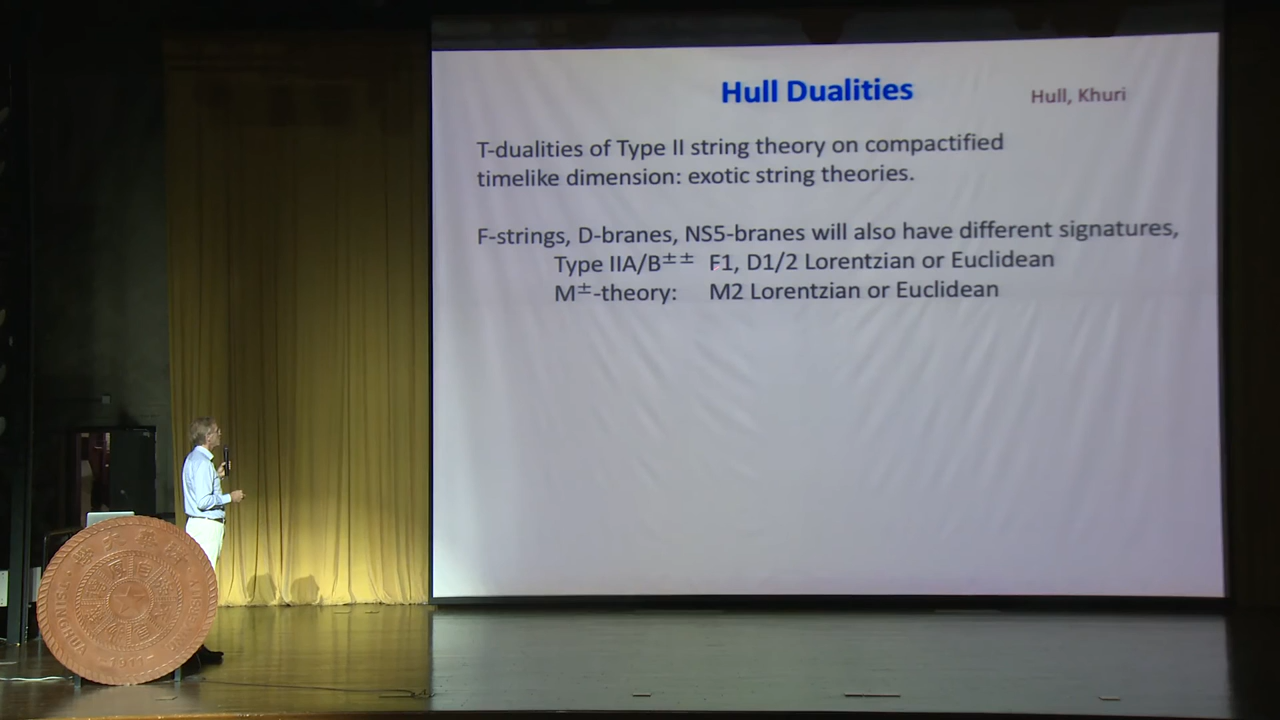 Hull Dualities
Hull, Khuri
T-dualities of Type II string theory on compactified
timelike dimension: exotic string theories.
F-strings, D-branes, NS5-branes will also have different signatures,
Type IIA/B±± F1, D1/2 Lorentzian or Euclidean
M±-theory: M2 Lorentzian or Euclidean
-1911-